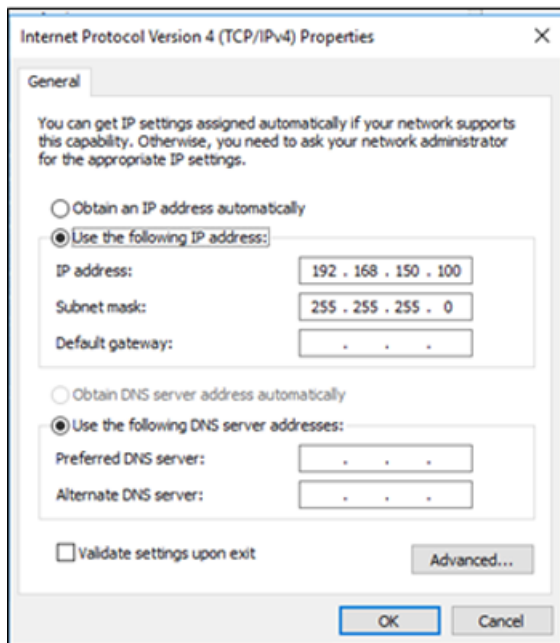 Internet Protocol Version 4 (TCP/IPv4) Properties
General
You can get IP settings assigned automatically if your network supports
this capability. Otherwise, you need to ask your network administrator
for the appropriate IP settings.
Obtain an IP address automatically
Use the following IP address:
IP address: 192 . 168 . 150 . 100
Subnet mask: 255 . 255 . 255 . 0
Default gateway: . . .
Obtain DNS server address automatically
Use the following DNS server addresses:
Preferred DNS server: . . .
Alternate DNS server: . . .
Validate settings upon exit
Advanced...
OK Cancel